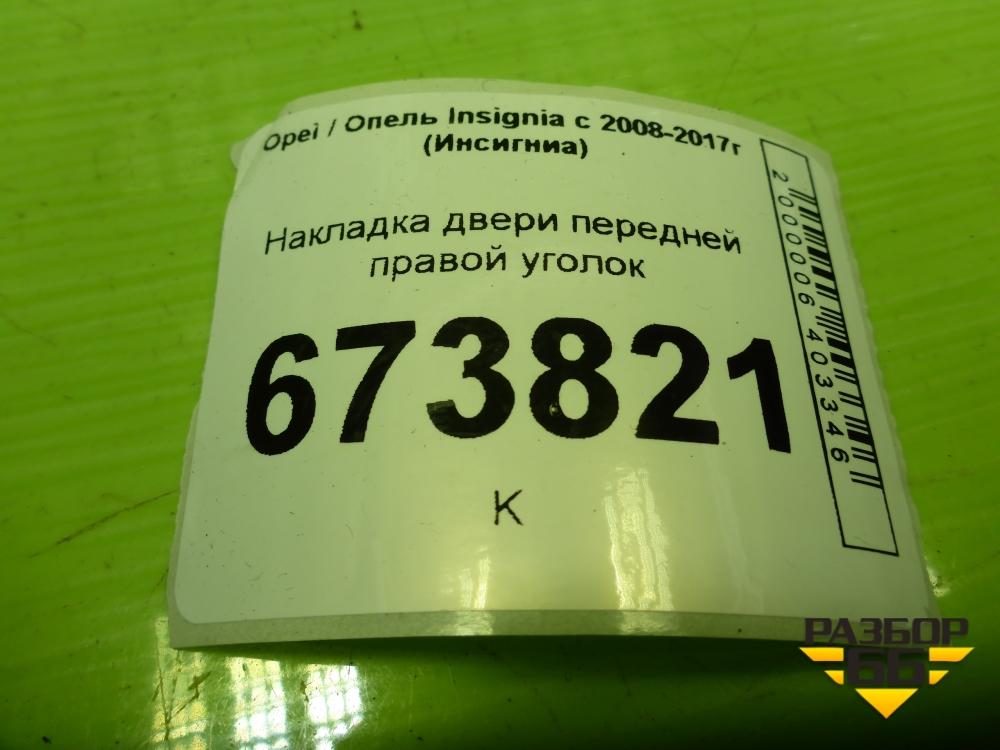 Opel / Опель Insignia с 2008-2017г
(Инсигниа)
Накладка двери передней
правой уголок
673821
К
2000006403346
РАЗБОР
66